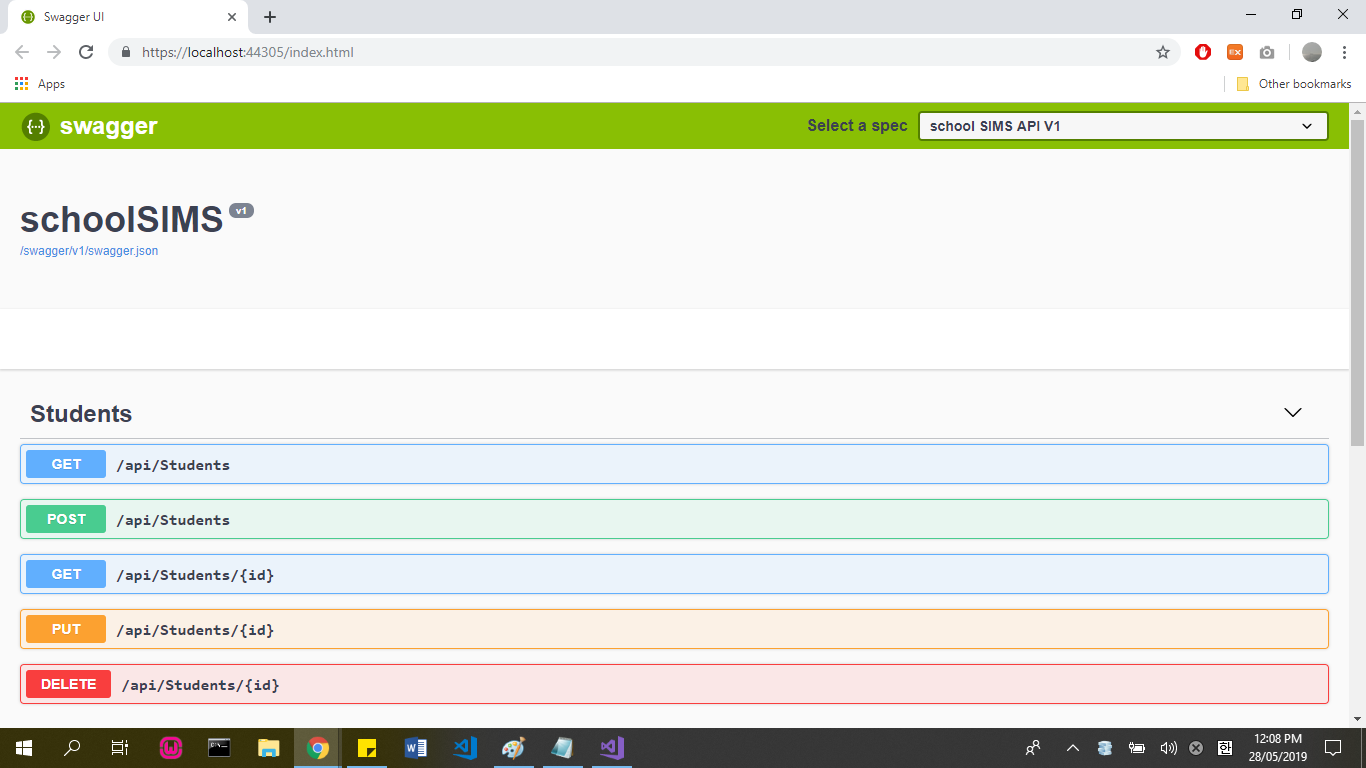 Swagger UI
https://localhost:44305/index.html
EX
Apps
Other bookmarks
{···} swagger
Select a spec
school SIMS API V1
schoolSIMS v1
/swagger/v1/swagger.json
Students
GET /api/Students
POST /api/Students
GET /api/Students/{id}
PUT /api/Students/{id}
DELETE /api/Students/{id}
한
12:08 PM
28/05/2019